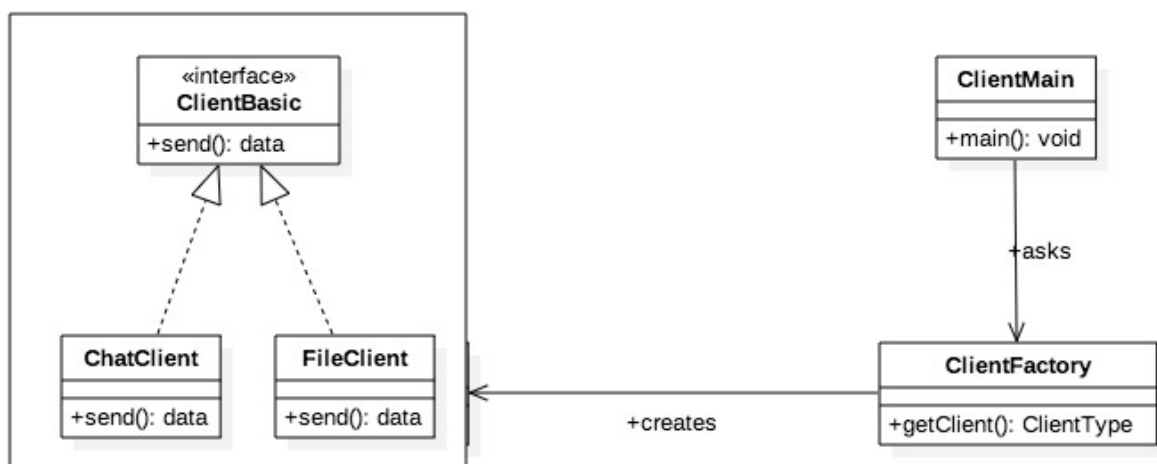 «interface»
ClientBasic
+send(): data
ClientMain
+main(): void
+asks
ChatClient
+send(): data
FileClient
+send(): data
ClientFactory
+getClient(): ClientType
+creates